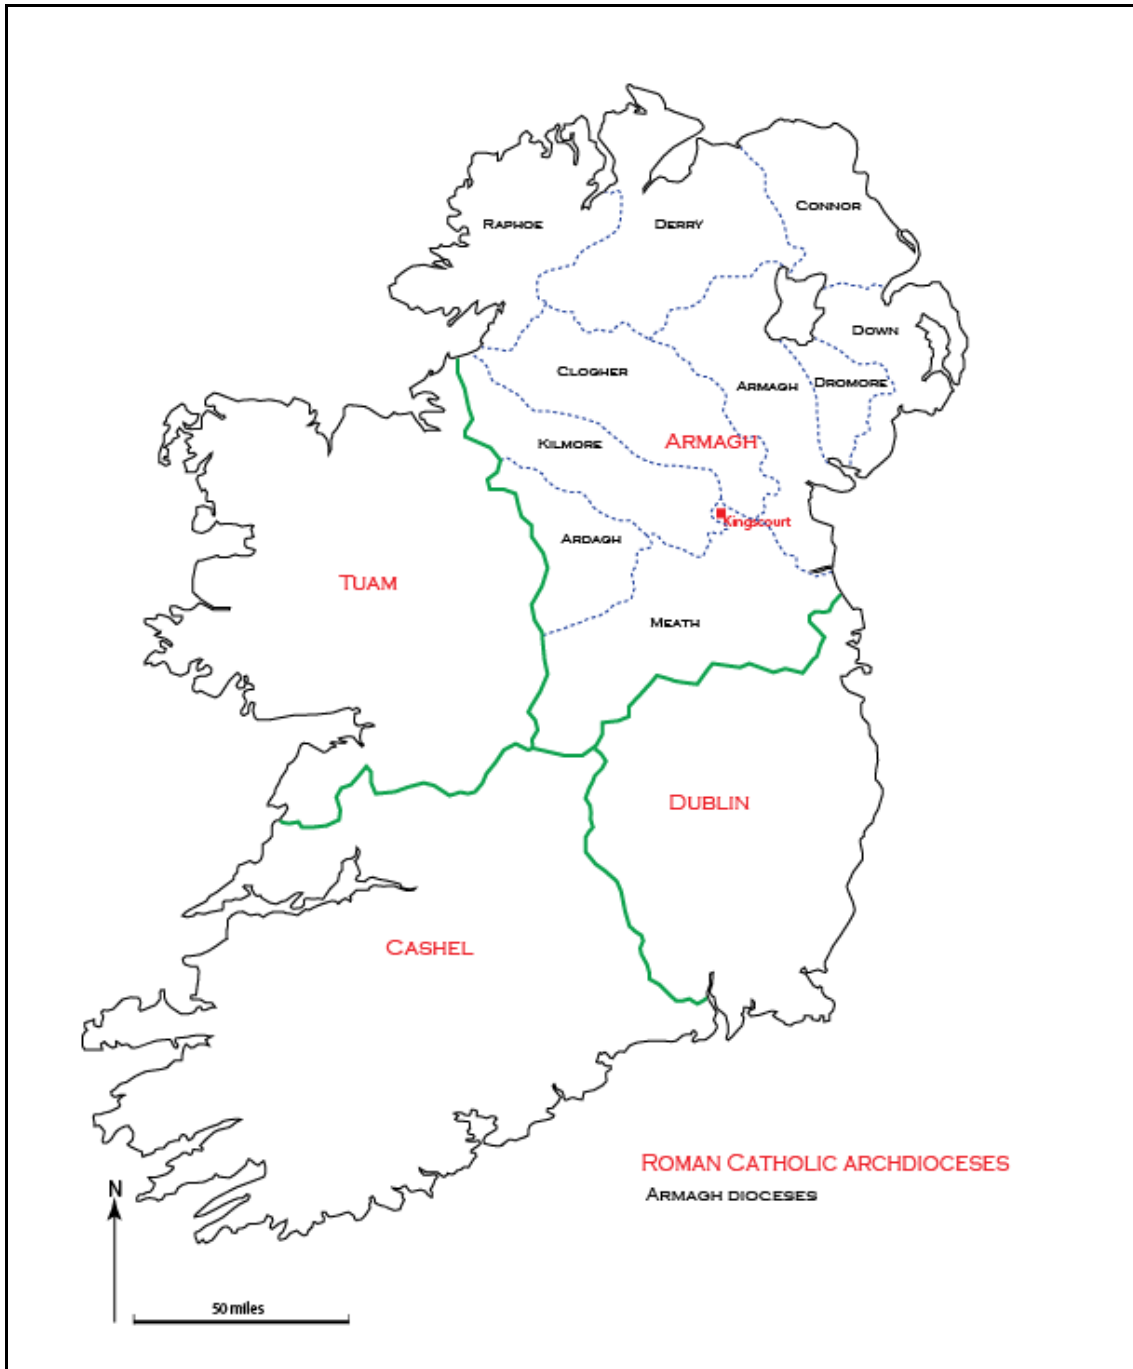 CONNOR
RAPHOE
DERRY
DOWN
CLOGHER
ARMAGH
DROMORE
KILMORE
ARMAGH
Kingscourt
ARDAGH
TUAM
MEATH
DUBLIN
CASHEL
ROMAN CATHOLIC ARCHDIOCESES
ARMAGH DIOCESES
N
50 miles